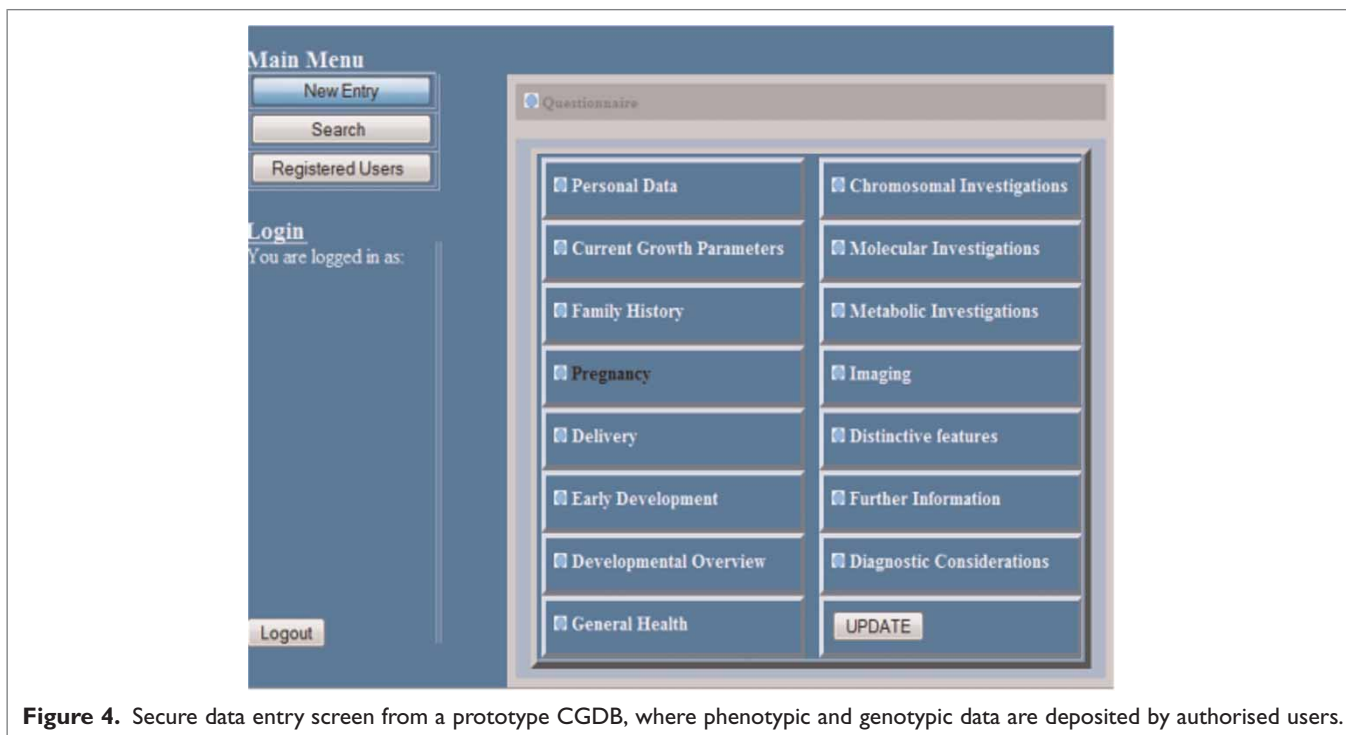 Main Menu
New Entry
Search
Registered Users
Login
You are logged in as:
Logout
Questionnaire
Personal Data
Chromosomal Investigations
Current Growth Parameters
Molecular Investigations
Family History
Metabolic Investigations
Pregnancy
Imaging
Delivery
Distinctive features
Early Development
Further Information
Developmental Overview
Diagnostic Considerations
General Health
UPDATE
Figure 4. Secure data entry screen from a prototype CGDB, where phenotypic and genotypic data are deposited by authorised users.